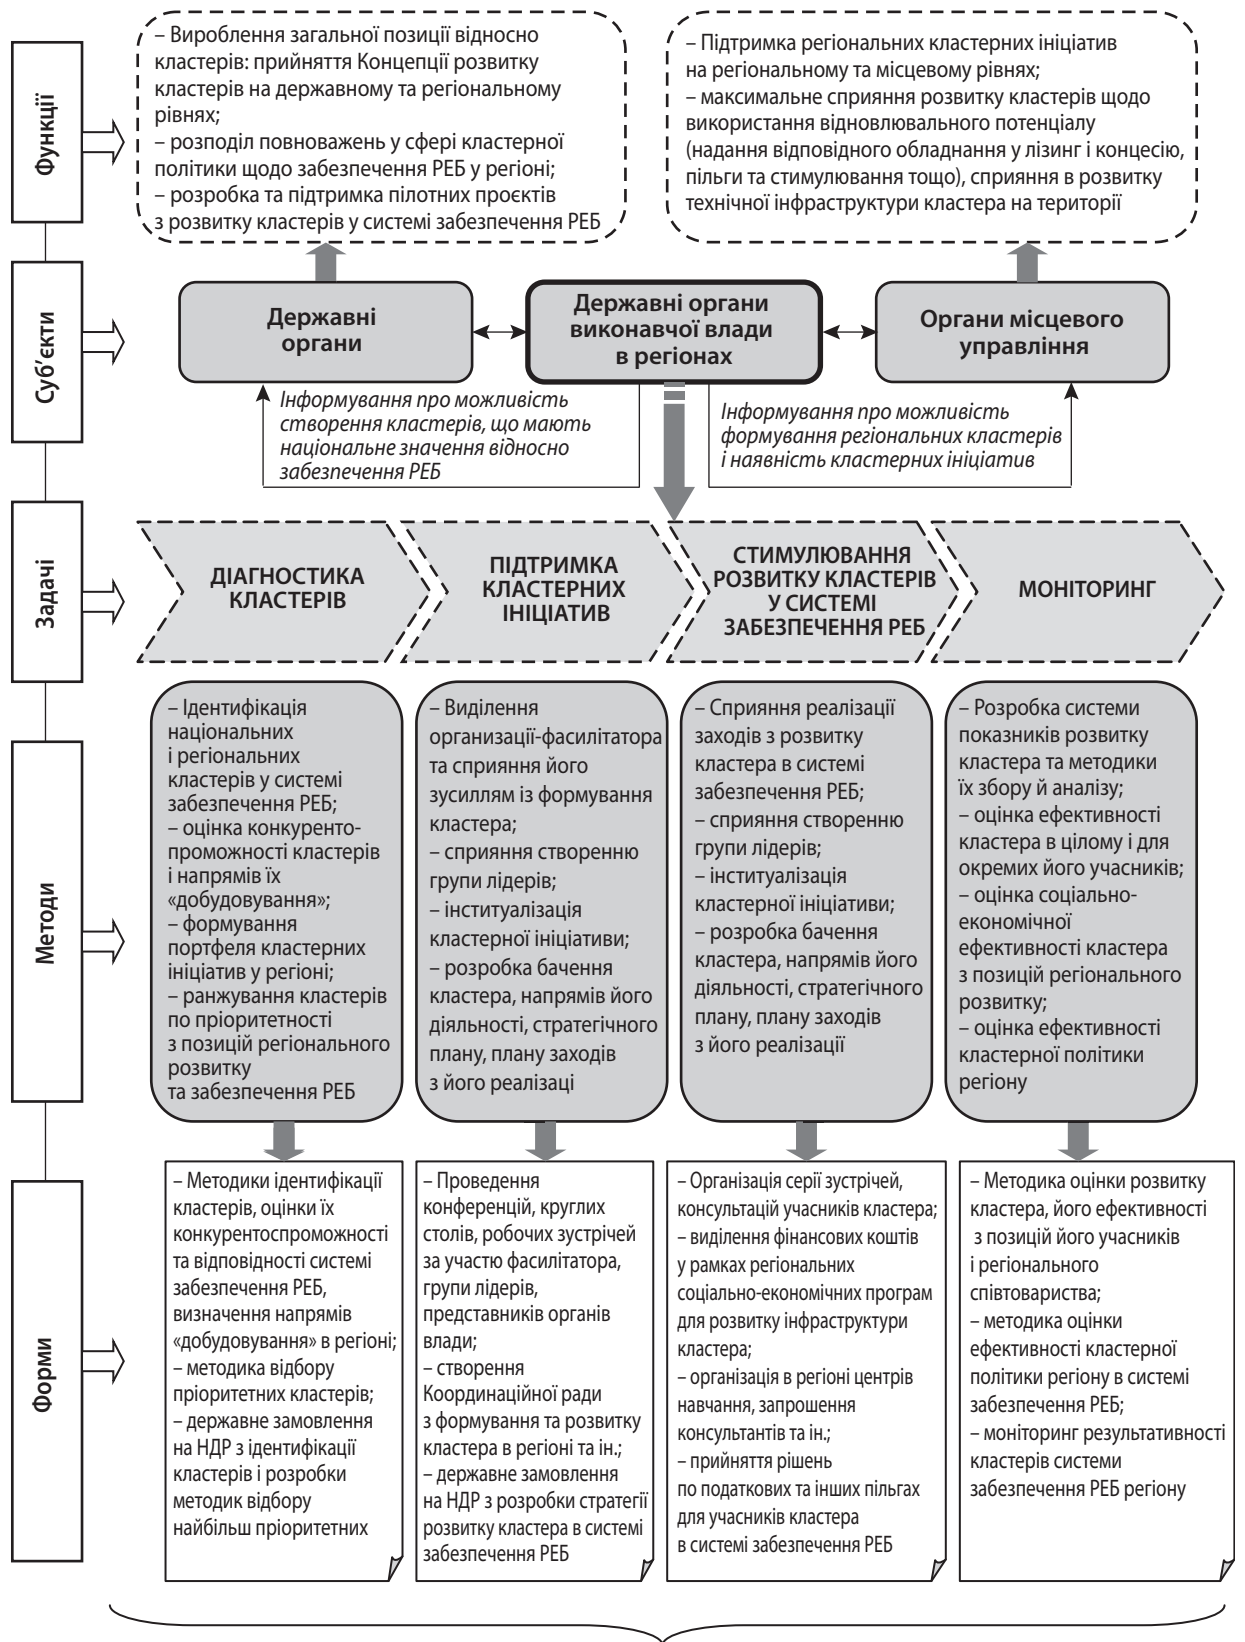 Функції
– Вироблення загальної позиції відносно
кластерів: прийняття Концепції розвитку
кластерів на державному та регіональному
рівнях;
– розподіл повноважень у сфері кластерної
політики щодо забезпечення РЕБ у регіоні;
– розробка та підтримка пілотних проєктів
з розвитку кластерів у системі забезпечення РЕБ
– Підтримка регіональних кластерних ініціатив
на регіональному та місцевому рівнях;
– максимальне сприяння розвитку кластерів щодо
використання відновлювального потенціалу
(надання відповідного обладнання у лізинг і концесію,
пільги та стимулювання тощо), сприяння в розвитку
технічної інфраструктури кластера на території
Суб’єкти
Державні
органи
Державні органи
виконавчої влади
в регіонах
Органи місцевого
управління
Інформування про можливість
створення кластерів, що мають
національне значення відносно
забезпечення РЕБ
Інформування про можливість
формування регіональних кластерів
і наявність кластерних ініціатив
Задачі
ДІАГНОСТИКА
КЛАСТЕРІВ
ПІДТРИМКА
КЛАСТЕРНИХ
ІНІЦІАТИВ
СТИМУЛЮВАННЯ
РОЗВИТКУ КЛАСТЕРІВ
У СИСТЕМІ
ЗАБЕЗПЕЧЕННЯ РЕБ
МОНІТОРИНГ
Методи
– Ідентифікація
національних
і регіональних
кластерів у системі
забезпечення РЕБ;
– оцінка конкуренто-
проможності кластерів
і напрямів їх
«добудовування»;
– формування
портфеля кластерних
ініціатив у регіоні;
– ранжування кластерів
по пріоритетності
з позицій регіонального
розвитку
та забезпечення РЕБ
– Виділення
организації-фасилітатора
та сприяння його
зусиллям із формування
кластера;
– сприяння створенню
групи лідерів;
– інституалізація
кластерної ініціативи;
– розробка бачення
кластера, напрямів його
діяльності, стратегічного
плану, плану заходів
з його реалізаці
– Сприяння реалізації
заходів з розвитку
кластера в системі
забезпечення РЕБ;
– сприяння створенню
групи лідерів;
– інституалізація
кластерної ініціативи;
– розробка бачення
кластера, напрямів його
діяльності, стратегічного
плану, плану заходів
з його реалізації
– Розробка системи
показників розвитку
кластера та методики
їх збору й аналізу;
– оцінка ефективності
кластера в цілому і для
окремих його учасників;
– оцінка соціально-
економічної
ефективності кластера
з позицій регіонального
розвитку;
– оцінка ефективності
кластерної політики
регіону
Форми
– Методики ідентифікації
кластерів, оцінки їх
конкурентоспроможності
та відповідності системі
забезпечення РЕБ,
визначення напрямів
«добудовування» в регіоні;
– методика відбору
пріоритетних кластерів;
– державне замовлення
на НДР з ідентифікації
кластерів і розробки
методик відбору
найбільш пріоритетних
– Проведення
конференцій, круглих
столів, робочих зустрічей
за участю фасилітатора,
групи лідерів,
представників органів
влади;
– створення
Координаційної ради
з формування та розвитку
кластера в регіоні та ін.;
– державне замовлення
на НДР з розробки стратегії
розвитку кластера в системі
забезпечення РЕБ
– Організація серії зустрічей,
консультацій учасників кластера;
– виділення фінансових коштів
у рамках регіональних
соціально-економічних програм
для розвитку інфраструктури
кластера;
– організація в регіоні центрів
навчання, запрошення
консультантів та ін.;
– прийняття рішень
по податкових та інших пільгах
для учасників кластера
в системі забезпечення РЕБ
– Методика оцінки розвитку
кластера, його ефективності
з позицій його учасників
і регіонального
співтовариства;
– методика оцінки
ефективності кластерної
політики регіону в системі
забезпечення РЕБ;
– моніторинг результативності
кластерів системи
забезпечення РЕБ регіону